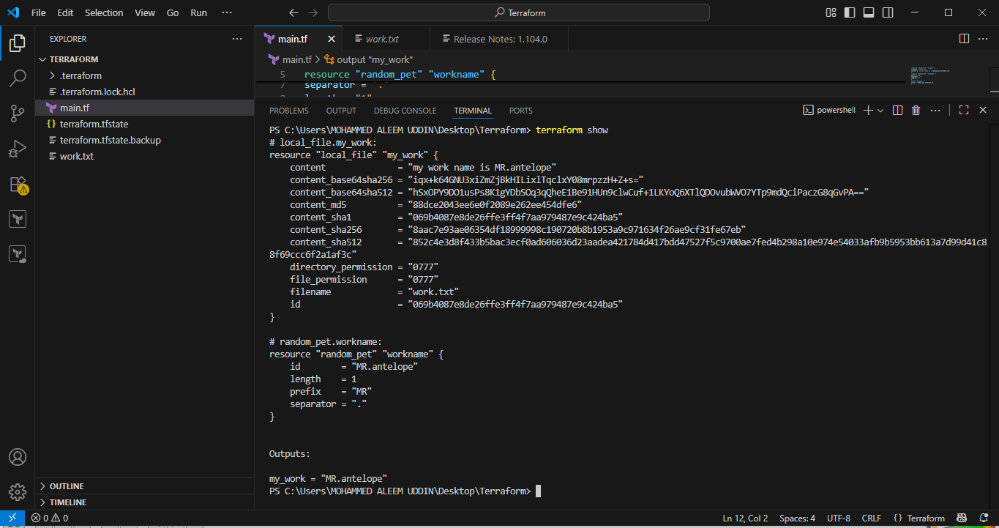 File Edit Selection View Go Run ···
Terraform
EXPLORER ···
TERRAFORM
.terraform
.terraform.lock.hcl
main.tf
terraform.tfstate
terraform.tfstate.backup
work.txt
OUTLINE
TIMELINE
main.tf work.txt Release Notes: 1.104.0
main.tf > output "my_work"
5 resource "random_pet" "workname" {
7 separator = "."
PROBLEMS OUTPUT DEBUG CONSOLE TERMINAL PORTS
powershell
PS C:\Users\MOHAMMED ALEEM UDDIN\Desktop\Terraform> terraform show
# local_file.my_work:
resource "local_file" "my_work" {
    content              = "my work name is MR.antelope"
    content_base64sha256 = "iqx+k64GNU3xiZmZjBkHILixlTqclxY08mrpzzH+Z+s="
    content_base64sha512 = "hSxOPY9DO1usPs8K1gYDbSOq3qQheE1Be91HUn9clwCuf+1LKYoQ6XTlQDOvubWVO7YTp9mdQciPaczG8qGvPA=="
    content_md5          = "88dce2043ee6e0f2089e262ee454dfe6"
    content_sha1         = "069b4087e8de26ffe3ff4f7aa979487e9c424ba5"
    content_sha256       = "8aac7e93ae06354df18999998c190720b8b1953a9c971634f26ae9cf31fe67eb"
    content_sha512       = "852c4e3d8f433b5bac3ecf0ad606036d23aadea421784d417bdd47527f5c9700ae7fed4b298a10e974e54033afb9b5953bb613a7d99d41c8
8f69ccc6f2a1af3c"
    directory_permission = "0777"
    file_permission      = "0777"
    filename             = "work.txt"
    id                   = "069b4087e8de26ffe3ff4f7aa979487e9c424ba5"
}
# random_pet.workname:
resource "random_pet" "workname" {
    id        = "MR.antelope"
    length    = 1
    prefix    = "MR"
    separator = "."
}
Outputs:
my_work = "MR.antelope"
PS C:\Users\MOHAMMED ALEEM UDDIN\Desktop\Terraform>
0 0 Ln 12, Col 2 Spaces: 4 UTF-8 CRLF {} Terraform